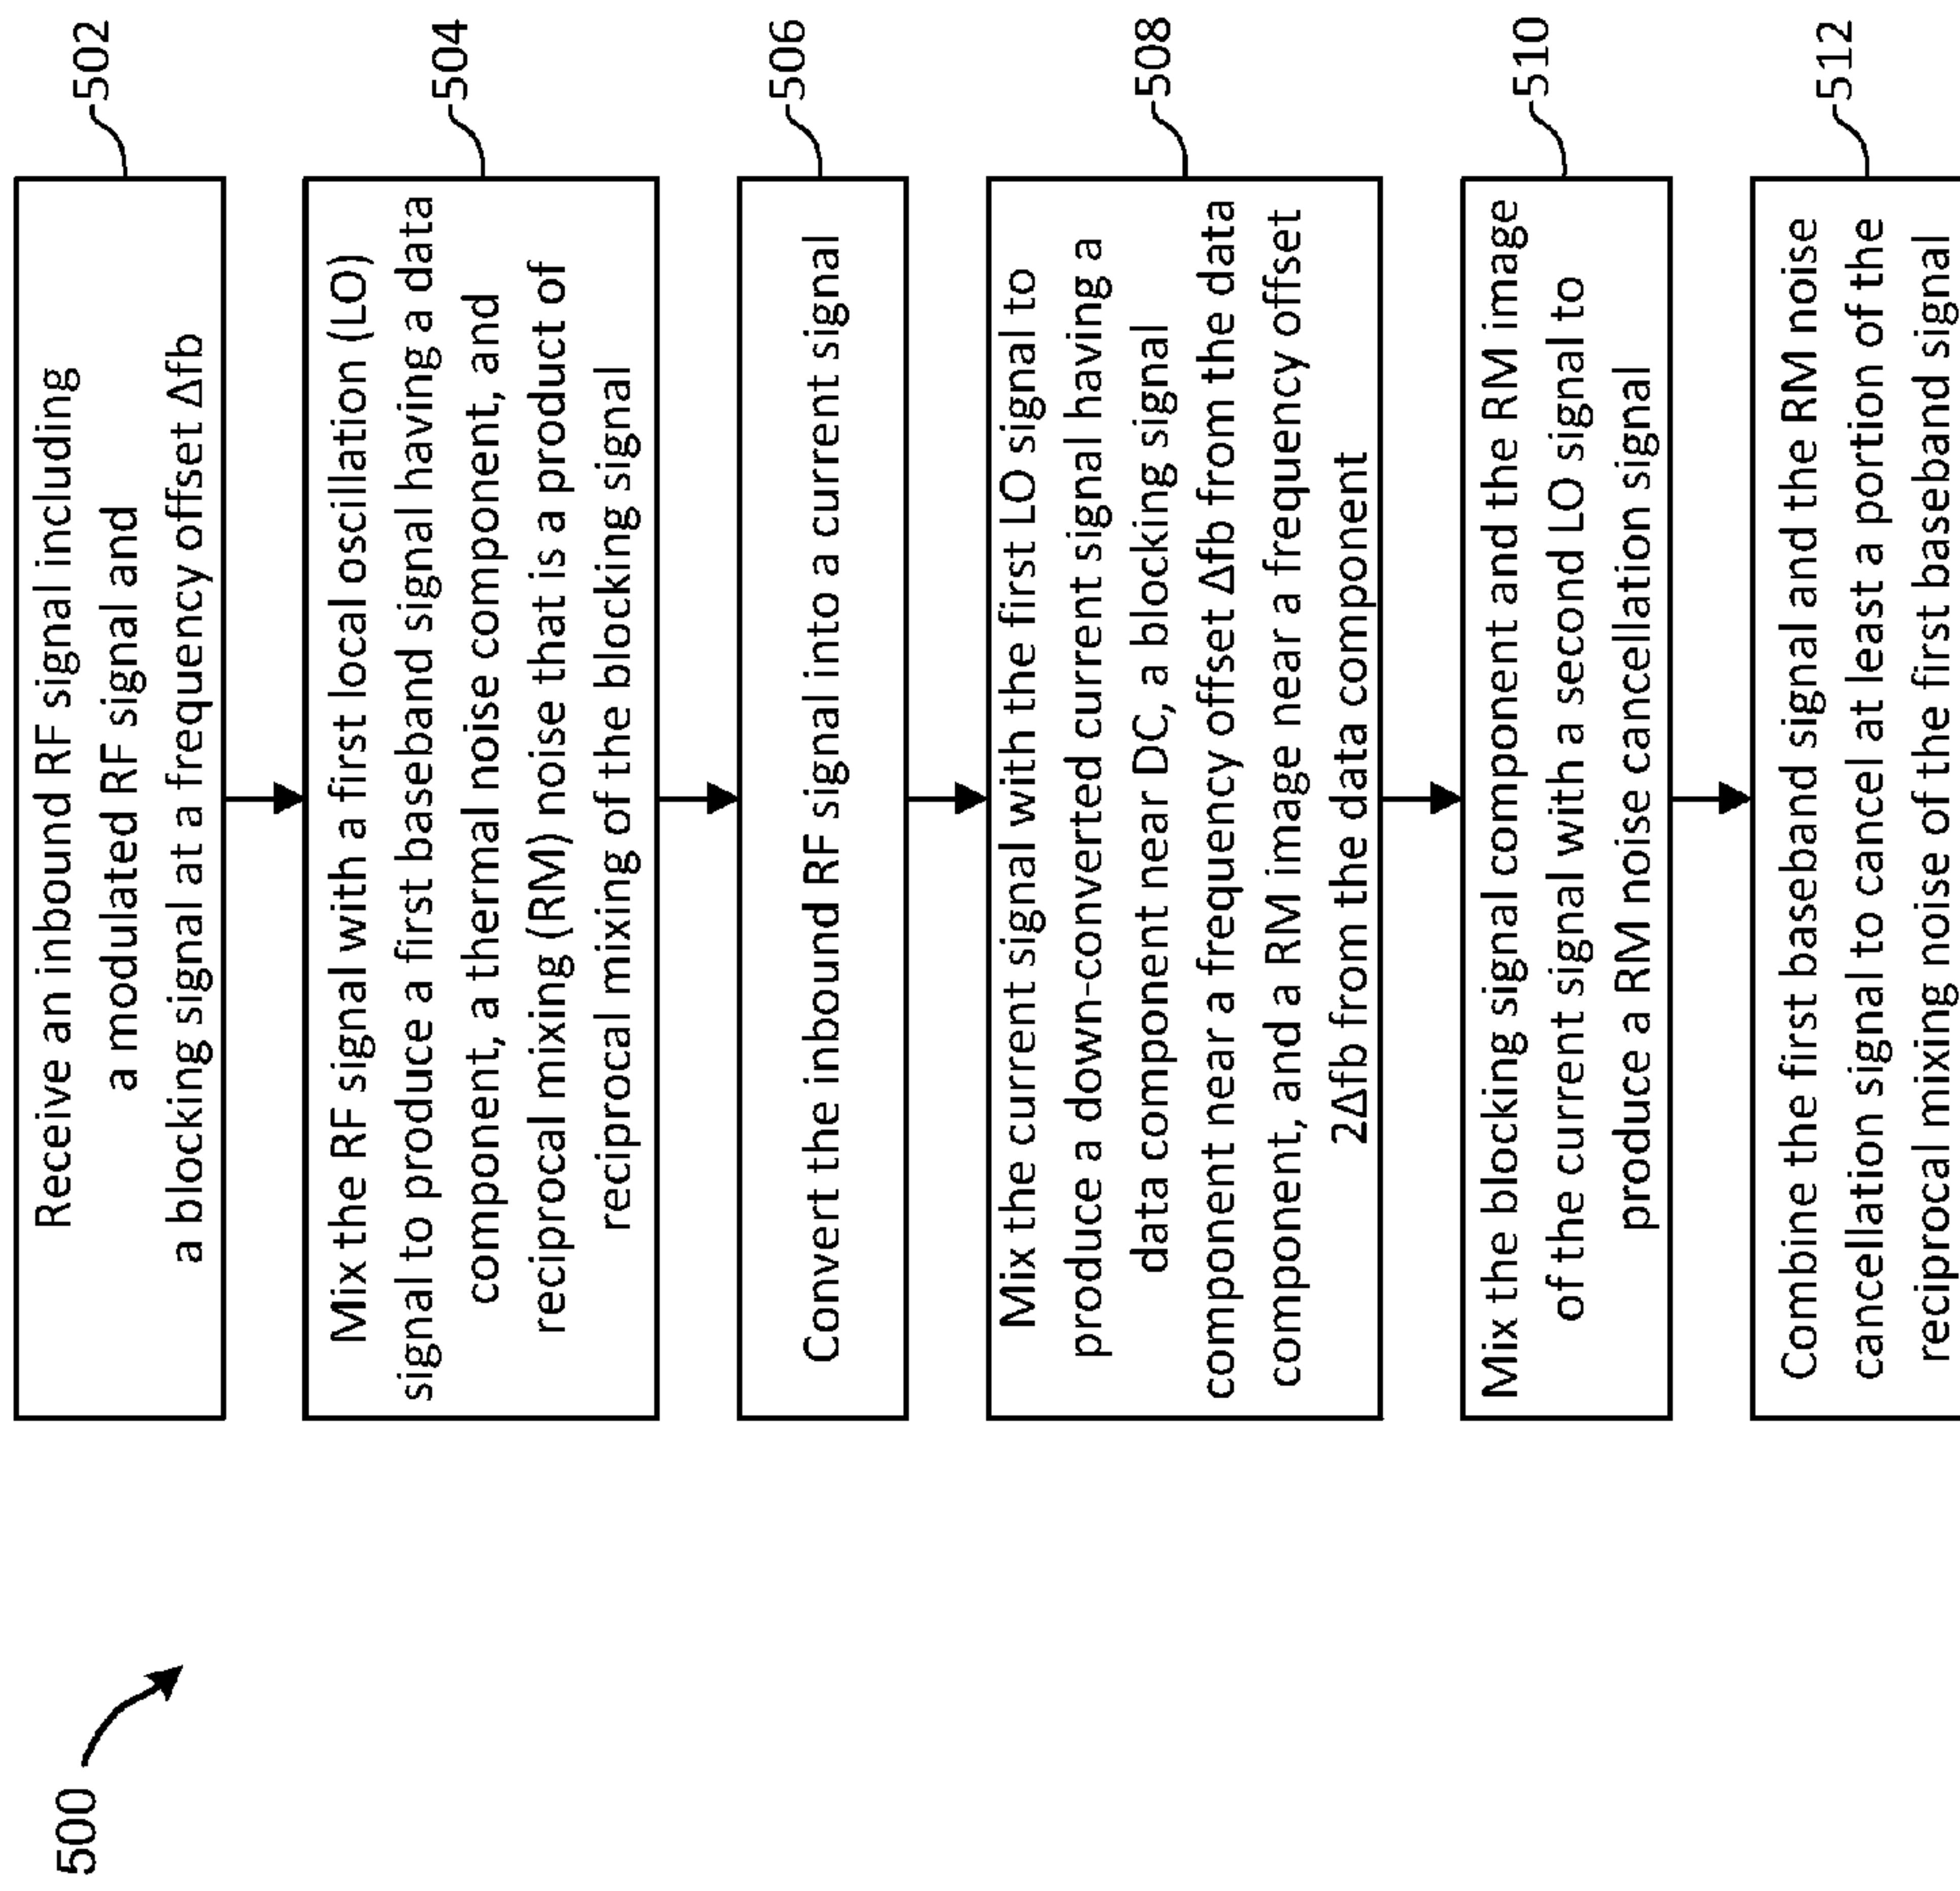 500
Receive an inbound RF signal including
a modulated RF signal and
a blocking signal at a frequency offset Δfb
502
Mix the RF signal with a first local oscillation (LO)
signal to produce a first baseband signal having a data
component, a thermal noise component, and
reciprocal mixing (RM) noise that is a product of
reciprocal mixing of the blocking signal
504
Convert the inbound RF signal into a current signal
506
Mix the current signal with the first LO signal to
produce a down-converted current signal having a
data component near DC, a blocking signal
component near a frequency offset Δfb from the data
component, and a RM image near a frequency offset
2Δfb from the data component
508
Mix the blocking signal component and the RM image
of the current signal with a second LO signal to
produce a RM noise cancellation signal
510
Combine the first baseband signal and the RM noise
cancellation signal to cancel at least a portion of the
reciprocal mixing noise of the first baseband signal
512